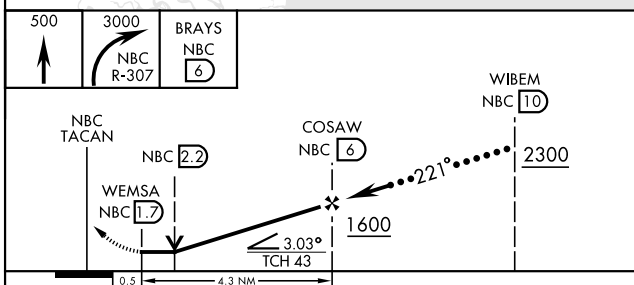 500
3000
NBC
R-307
BRAYS
NBC
6
WIBEM
NBC 10
NBC
TACAN
COSAW
NBC 6
NBC 2.2
221°
2300
WEMSA
NBC 1.7
1600
3.03°
TCH 43
0.5
4.3 NM